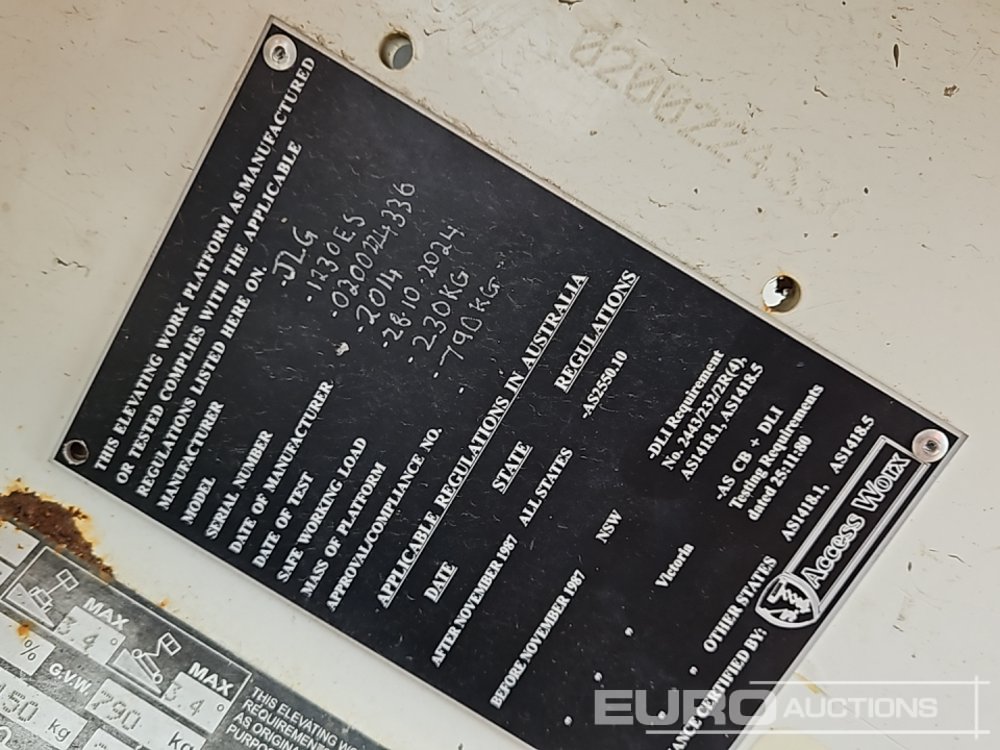 THIS ELEVATING WORK PLATFORM AS MANUFACTURED
OR TESTED COMPLIES WITH THE APPLICABLE
REGULATIONS LISTED HERE ON.
MANUFACTURER -JLG
MODEL -1230ES
SERIAL NUMBER
DATE OF MANUFACTURER -2014
DATE OF TEST -28.10.2024
SAFE WORKING LOAD -230KG
MASS OF PLATFORM -790KG
APPROVAL/COMPLIANCE NO. -
APPLICABLE REGULATIONS IN AUSTRALIA
DATE STATE REGULATIONS
AFTER NOVEMBER 1987 ALL STATES -AS2550.10
BEFORE NOVEMBER 1987 NSW -DLI Requirement
No. 2443/232/2R(4),
AS1418.1, AS1418.5
Victoria -AS CB + DLI
Testing Requirements
dated 25:11:80
OTHER STATES AS1418.1, AS1418.5
CERTIFIED BY: Access Worx
MAX
3.4°
MAX
3.4°
%
G.V.W. 790 kg
kg
THIS ELEVATING
REQUIREMEN
AS ORIGINAL
PURPO
EURO AUCTIONS